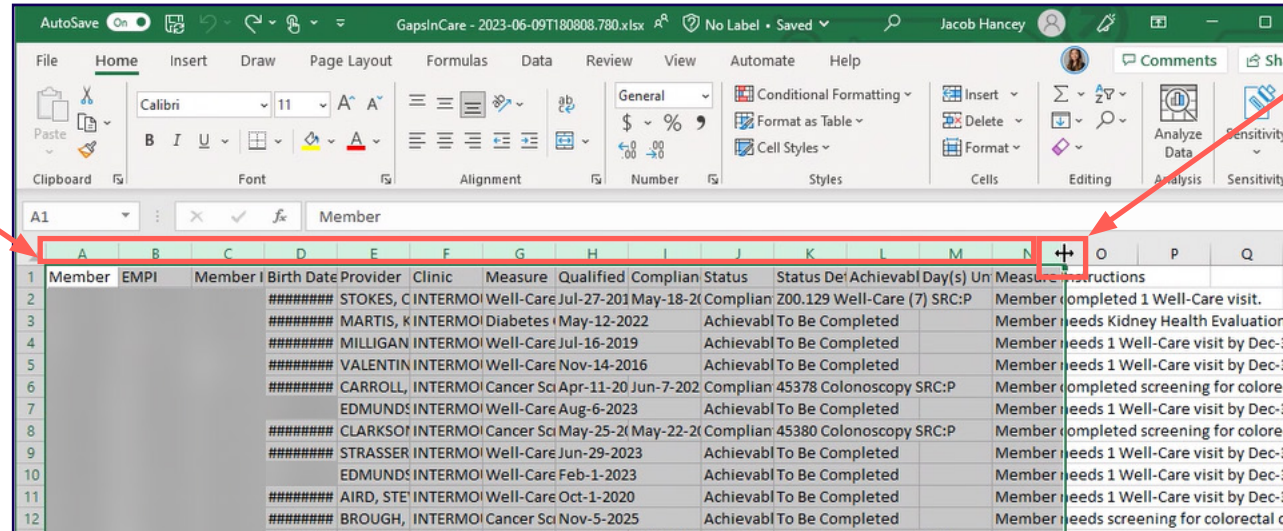 AutoSave On GapsInCare - 2023-06-09T180808.780.xlsx No Label • Saved Jacob Hancey
File Home Insert Draw Page Layout Formulas Data Review View Automate Help Comments Sh
Paste Calibri 11 A^ A˅ ab General Conditional Formatting Insert Σ
B I U A $ % 9 Format as Table Delete Analyze Data Sensitivity
.00 .00 Cell Styles Format
Clipboard Font Alignment Number Styles Cells Editing Analysis Sensitivity
A1 fx Member
A B C D E F G H I J K L M N O P Q
1 Member EMPI Member I Birth Date Provider Clinic Measure Qualified Complian Status Status De Achievabl Day(s) Un Measure Instructions
2 ######## STOKES, C INTERMO Well-Care Jul-27-201 May-18-20 Complian Z00.129 Well-Care (7) SRC:P Member completed 1 Well-Care visit.
3 ######## MARTIS, K INTERMO Diabetes May-12-2022 Achievabl To Be Completed Member needs Kidney Health Evaluation
4 ######## MILLIGAN INTERMO Well-Care Jul-16-2019 Achievabl To Be Completed Member needs 1 Well-Care visit by Dec-
5 ######## VALENTIN INTERMO Well-Care Nov-14-2016 Achievabl To Be Completed Member needs 1 Well-Care visit by Dec-
6 ######## CARROLL, INTERMO Cancer Scr Apr-11-20 Jun-7-202 Complian 45378 Colonoscopy SRC:P Member completed screening for colore
7 EDMUNDS INTERMO Well-Care Aug-6-2023 Achievabl To Be Completed Member needs 1 Well-Care visit by Dec-
8 ######## CLARKSON INTERMO Cancer Scr May-25-20 May-22-20 Complian 45380 Colonoscopy SRC:P Member completed screening for colore
9 ######## STRASSER INTERMO Well-Care Jun-29-2023 Achievabl To Be Completed Member needs 1 Well-Care visit by Dec-
10 EDMUNDS INTERMO Well-Care Feb-1-2023 Achievabl To Be Completed Member needs 1 Well-Care visit by Dec-
11 ######## AIRD, STE INTERMO Well-Care Oct-1-2020 Achievabl To Be Completed Member needs 1 Well-Care visit by Dec-
12 ######## BROUGH, INTERMO Cancer Scr Nov-5-2025 Achievabl To Be Completed Member needs screening for colorectal c